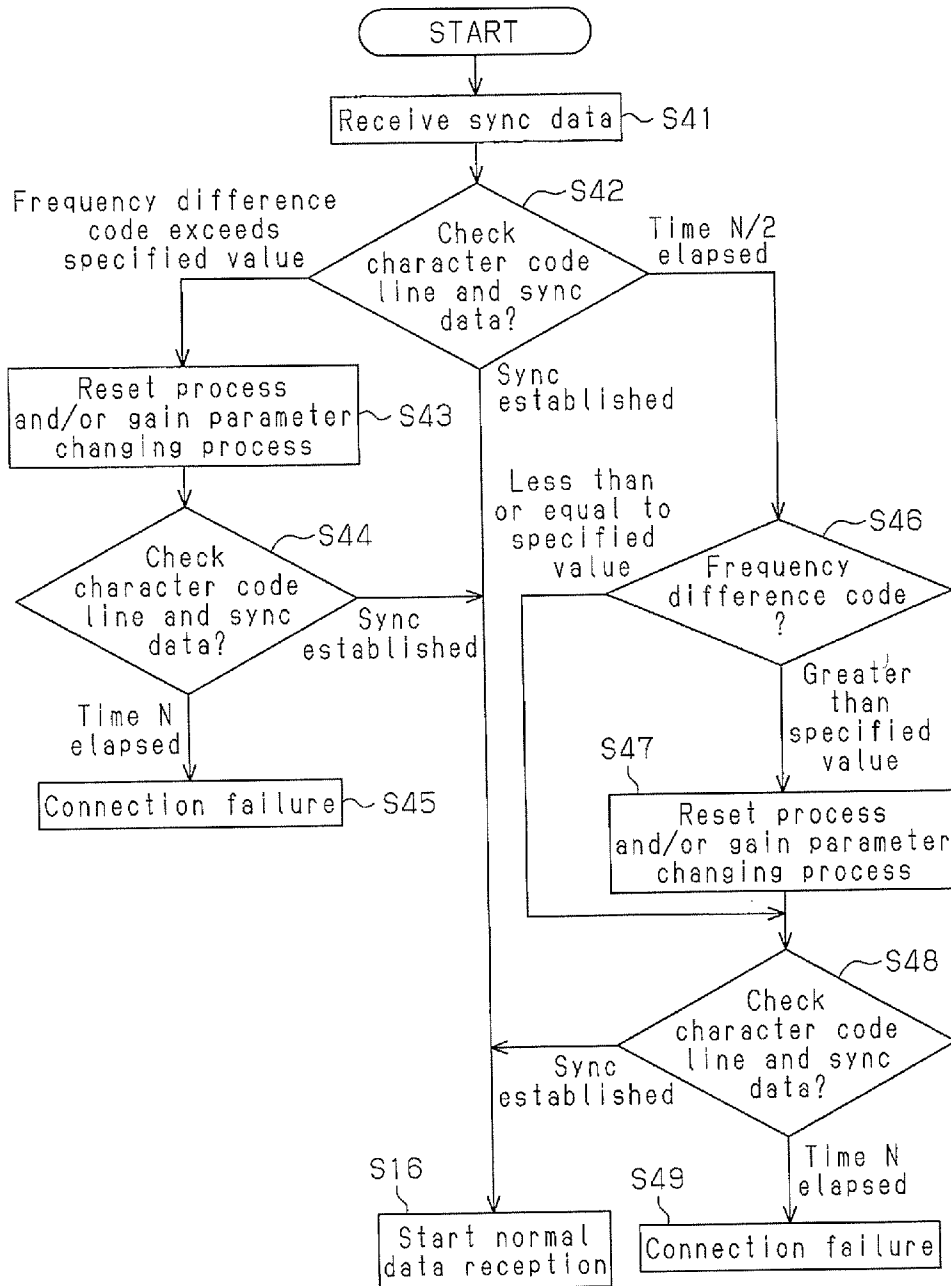 START
Receive sync data
S41
S42
Frequency difference
code exceeds
specified value
Check
character code
line and sync
data?
Time N/2
elapsed
Sync
established
Reset process
and/or gain parameter
changing process
S43
Less than
or equal to
specified
value
S44
Check
character code
line and sync
data?
Sync
established
S46
Frequency
difference code
?
Time N
elapsed
Greater
than
specified
value
Connection failure
S45
S47
Reset process
and/or gain parameter
changing process
S48
Check
character code
line and sync
data?
Sync
established
Time N
elapsed
S16
Start normal
data reception
S49
Connection failure